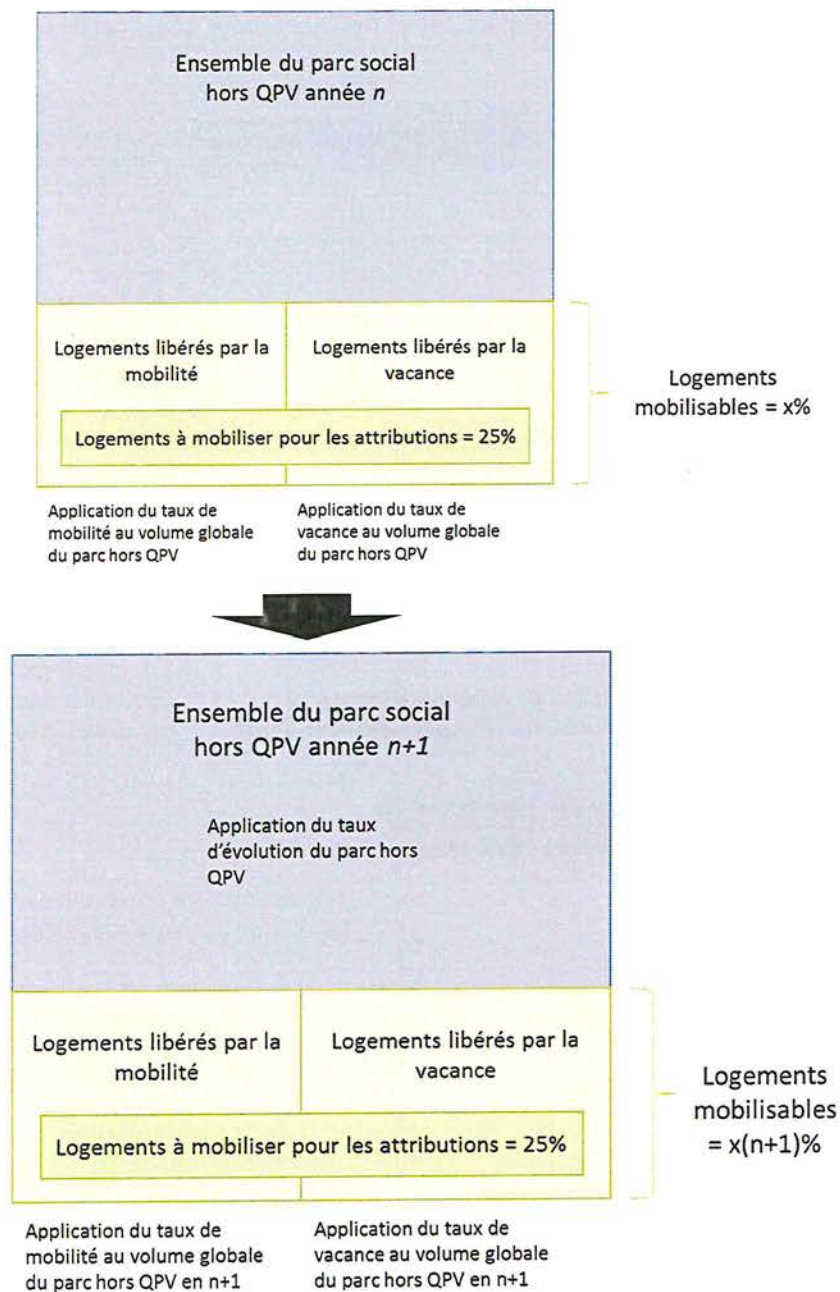 Ensemble du parc social
hors QPV année n
Logements libérés par la
mobilité
Logements libérés par la
vacance
Logements à mobiliser pour les attributions = 25%
Logements
mobilisables = x%
Application du taux de
mobilité au volume globale
du parc hors QPV
Application du taux de
vacance au volume globale
du parc hors QPV
Ensemble du parc social
hors QPV année n+1
Application du taux
d'évolution du parc hors
QPV
Logements libérés par la
mobilité
Logements libérés par la
vacance
Logements à mobiliser pour les attributions = 25%
Logements
mobilisables
= x(n+1)%
Application du taux de
mobilité au volume globale
du parc hors QPV en n+1
Application du taux de
vacance au volume globale
du parc hors QPV en n+1